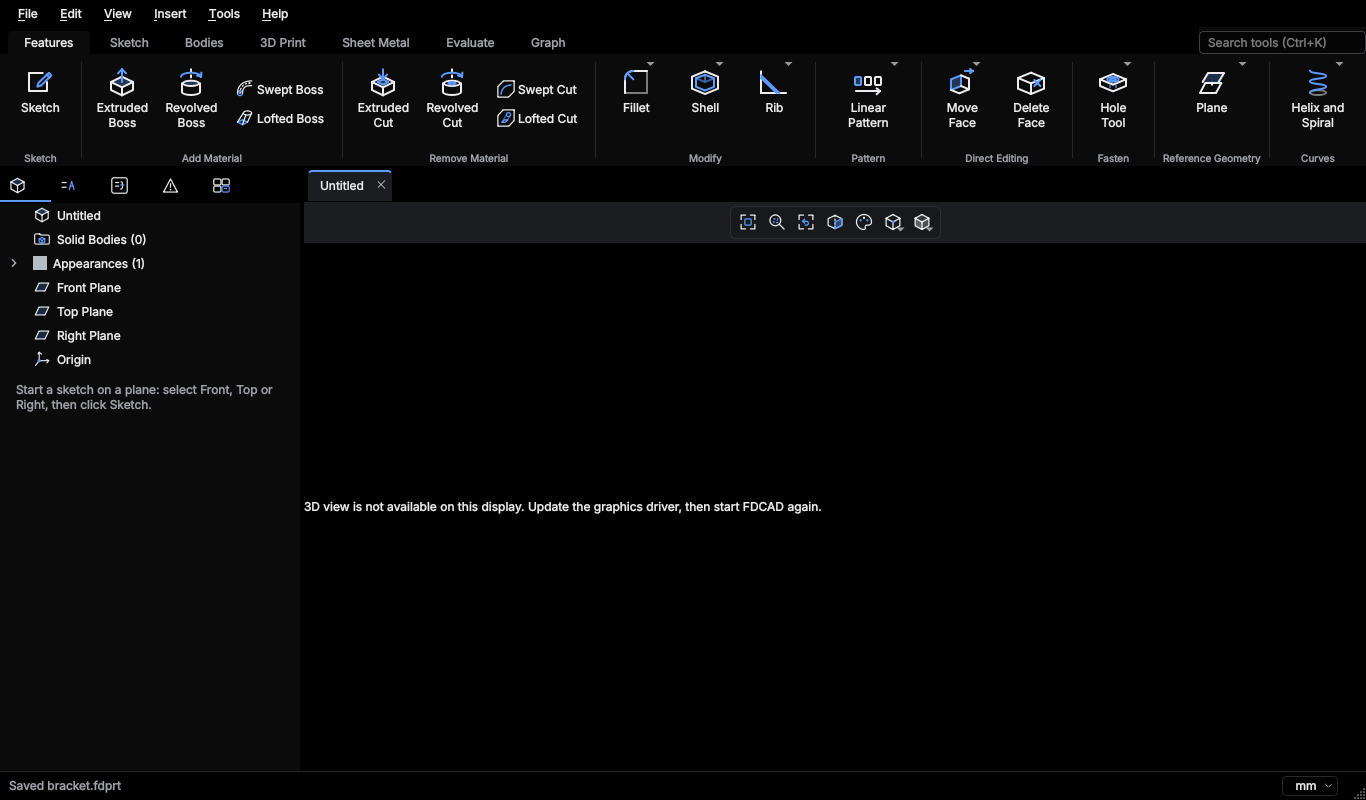 File Edit View Insert Tools Help
Features Sketch Bodies 3D Print Sheet Metal Evaluate Graph Search tools (Ctrl+K)
Sketch
Extruded Boss
Revolved Boss
Swept Boss
Lofted Boss
Extruded Cut
Revolved Cut
Swept Cut
Lofted Cut
Fillet
Shell
Rib
Linear Pattern
Move Face
Delete Face
Hole Tool
Plane
Helix and Spiral
Sketch Add Material Remove Material Modify Pattern Direct Editing Fasten Reference Geometry Curves
Untitled
Untitled
Solid Bodies (0)
Appearances (1)
Front Plane
Top Plane
Right Plane
Origin
Start a sketch on a plane: select Front, Top or
Right, then click Sketch.
3D view is not available on this display. Update the graphics driver, then start FDCAD again.
Saved bracket.fdprt
mm